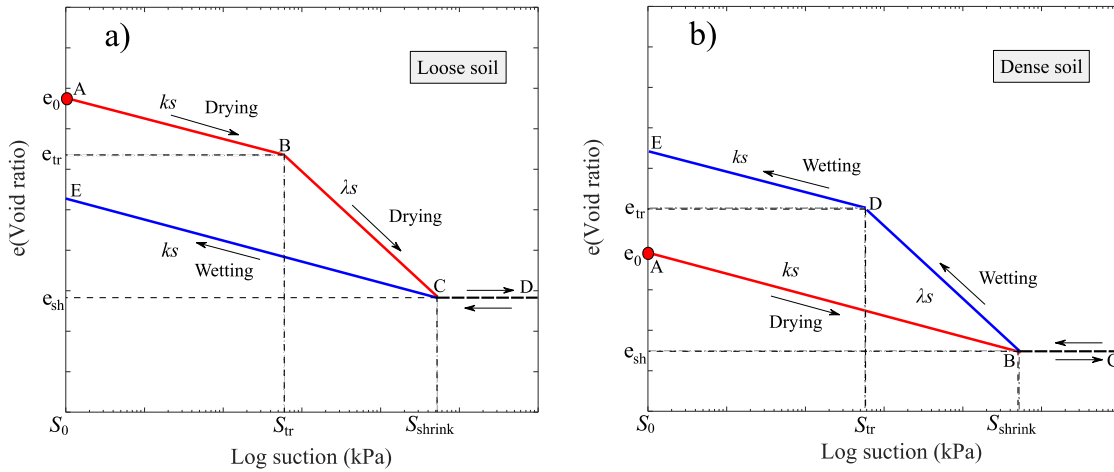 a)
Loose soil
e0
A
ks
Drying
B
etr
λs
E
Drying
ks
Wetting
C
D
esh
S0
Str
Sshrink
Log suction (kPa)
e(Void ratio)
b)
Dense soil
E
ks
Wetting
etr
D
e0
A
ks
Wetting
λs
Drying
esh
B
C
S0
Str
Sshrink
Log suction (kPa)
e(Void ratio)